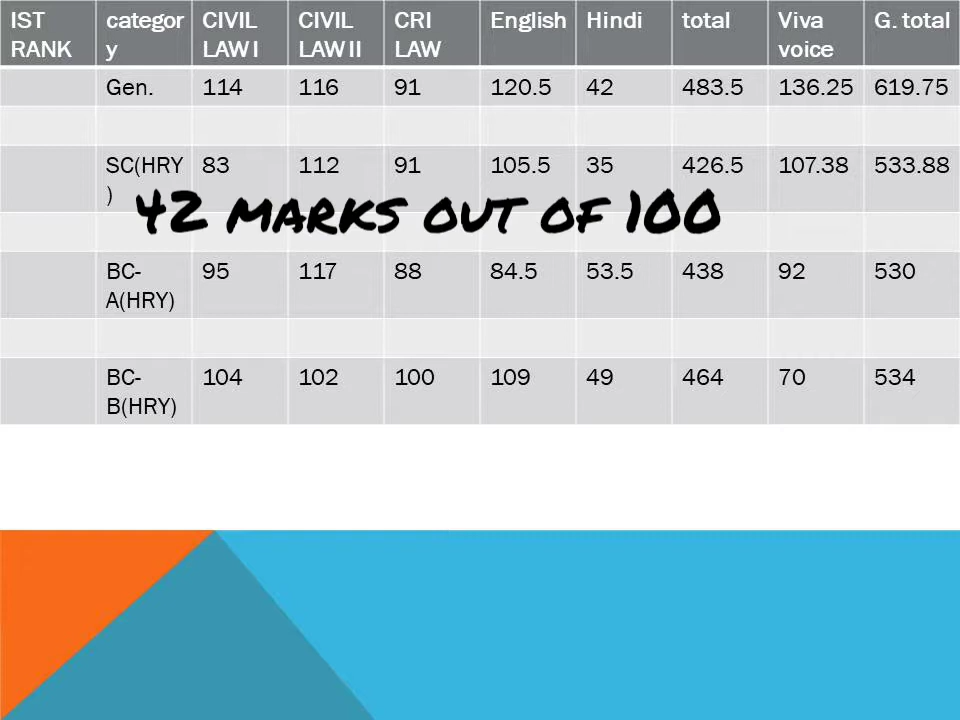 IST RANK category CIVIL LAW I CIVIL LAW II CRI LAW English Hindi total Viva voice G. total
Gen. 114 116 91 120.5 42 483.5 136.25 619.75
SC(HRY) 83 112 91 105.5 35 426.5 107.38 533.88
42 MARKS OUT OF 100
BC-A(HRY) 95 117 88 84.5 53.5 438 92 530
BC-B(HRY) 104 102 100 109 49 464 70 534